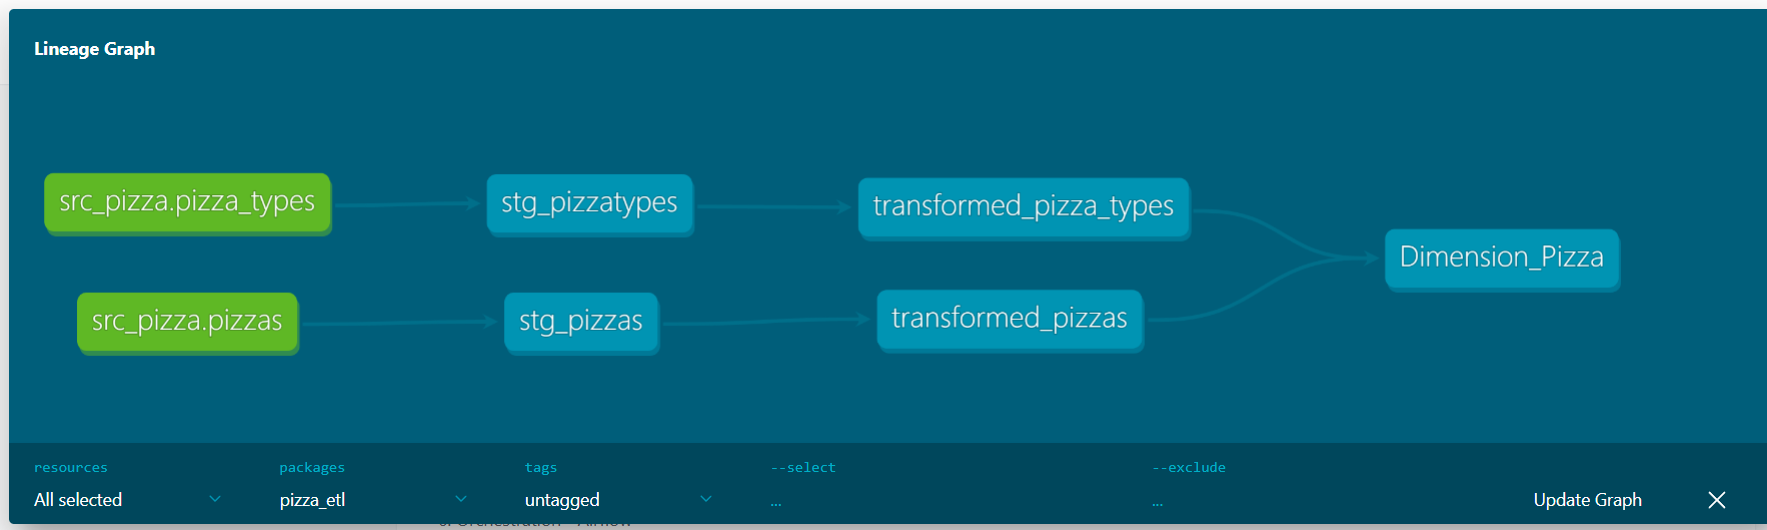 Lineage Graph
src_pizza.pizza_types
stg_pizzatypes
transformed_pizza_types
Dimension_Pizza
src_pizza.pizzas
stg_pizzas
transformed_pizzas
resources packages tags --select --exclude
All selected pizza_etl untagged ... ... Update Graph